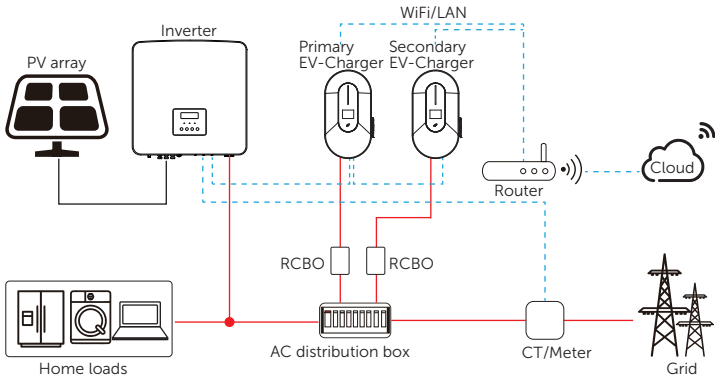 WiFi/LAN
Inverter
Primary
EV-Charger
Secondary
EV-Charger
PV array
Cloud
Router
RCBO
RCBO
Home loads
AC distribution box
CT/Meter
Grid